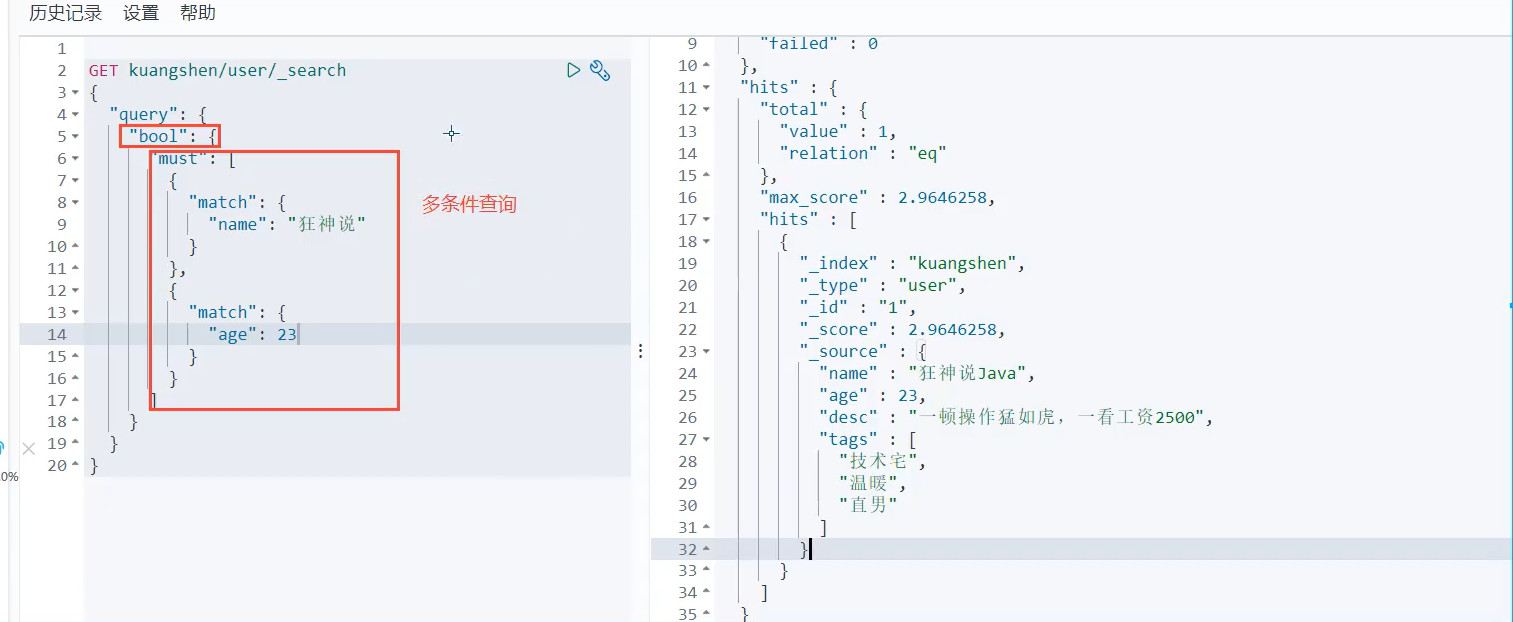 历史记录 设置 帮助
1
2 GET kuangshen/user/_search
3 {
4 "query": {
5 "bool": {
6 "must": [
7 {
8 "match": {
9 "name": "狂神说"
10 }
11 },
12 {
13 "match": {
14 "age": 23
15 }
16 }
17 ]
18 }
19 }
20 }
多条件查询
0%
9 "failed" : 0
10 },
11 "hits" : {
12 "total" : {
13 "value" : 1,
14 "relation" : "eq"
15 },
16 "max_score" : 2.9646258,
17 "hits" : [
18 {
19 "_index" : "kuangshen",
20 "_type" : "user",
21 "_id" : "1",
22 "_score" : 2.9646258,
23 "_source" : {
24 "name" : "狂神说Java",
25 "age" : 23,
26 "desc" : "一顿操作猛如虎，一看工资2500",
27 "tags" : [
28 "技术宅",
29 "温暖",
30 "直男"
31 ]
32 }
33 }
34 ]
35 }